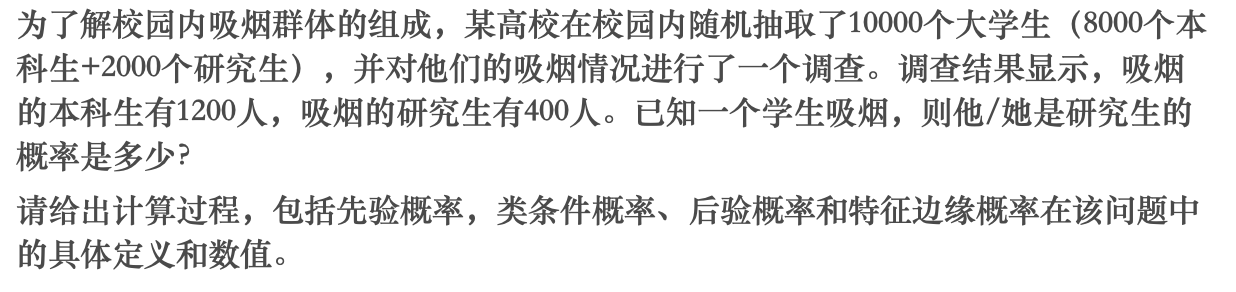 为了解校园内吸烟群体的组成，某高校在校园内随机抽取了10000个大学生（8000个本
科生+2000个研究生），并对他们的吸烟情况进行了一个调查。调查结果显示，吸烟
的本科生有1200人，吸烟的研究生有400人。已知一个学生吸烟，则他/她是研究生的
概率是多少?
请给出计算过程，包括先验概率，类条件概率、后验概率和特征边缘概率在该问题中
的具体定义和数值。